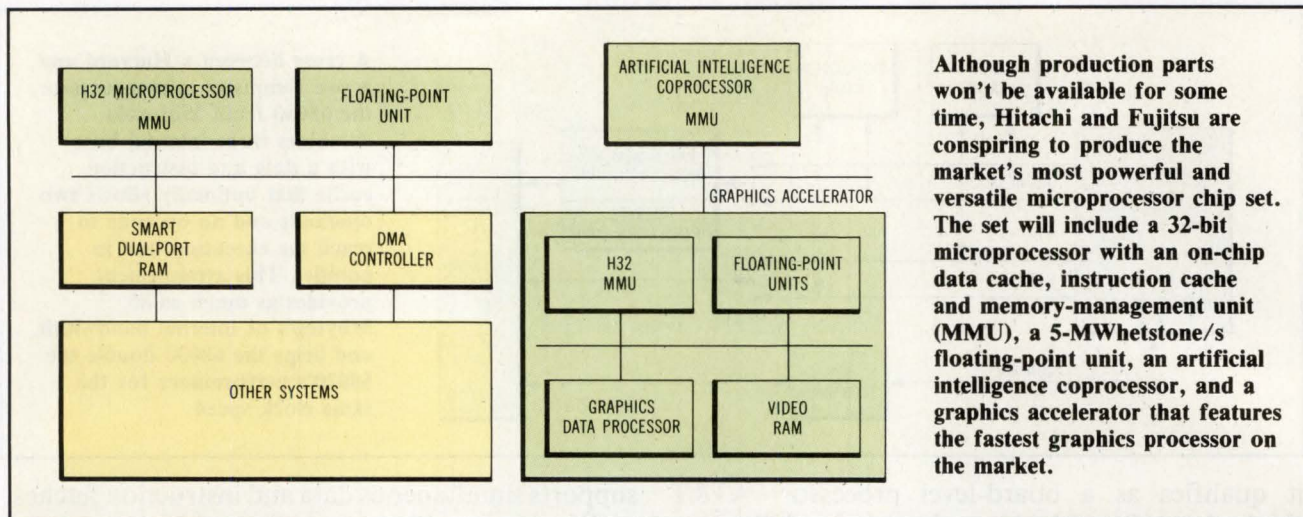 H32 MICROPROCESSOR
MMU
FLOATING-POINT
UNIT
ARTIFICIAL INTELLIGENCE
COPROCESSOR
MMU
GRAPHICS ACCELERATOR
SMART
DUAL-PORT
RAM
DMA
CONTROLLER
H32
MMU
FLOATING-POINT
UNITS
OTHER SYSTEMS
GRAPHICS
DATA PROCESSOR
VIDEO
RAM
Although production parts
won't be available for some
time, Hitachi and Fujitsu are
conspiring to produce the
market's most powerful and
versatile microprocessor chip set.
The set will include a 32-bit
microprocessor with an on-chip
data cache, instruction cache
and memory-management unit
(MMU), a 5-MWhetstone/s
floating-point unit, an artificial
intelligence coprocessor, and a
graphics accelerator that features
the fastest graphics processor on
the market.